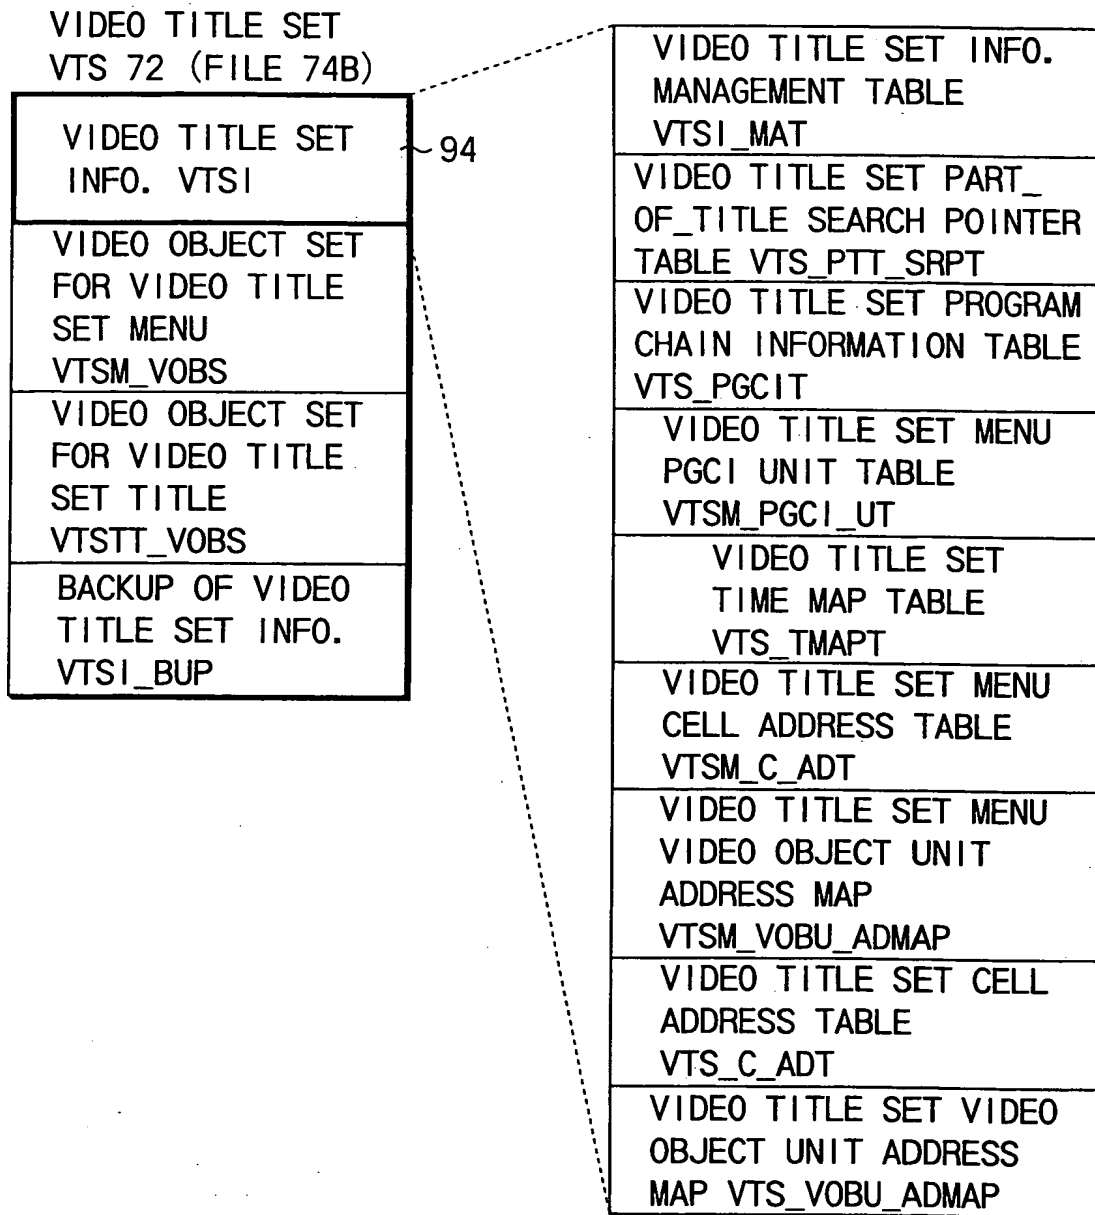 VIDEO TITLE SET
VTS 72 (FILE 74B)
VIDEO TITLE SET
INFO. VTSI
94
VIDEO OBJECT SET
FOR VIDEO TITLE
SET MENU
VTSM_VOBS
VIDEO OBJECT SET
FOR VIDEO TITLE
SET TITLE
VTSTT_VOBS
BACKUP OF VIDEO
TITLE SET INFO.
VTSI_BUP
VIDEO TITLE SET INFO.
MANAGEMENT TABLE
VTSI_MAT
VIDEO TITLE SET PART_
OF_TITLE SEARCH POINTER
TABLE VTS_PTT_SRPT
VIDEO TITLE SET PROGRAM
CHAIN INFORMATION TABLE
VTS_PGCIT
VIDEO TITLE SET MENU
PGCI UNIT TABLE
VTSM_PGCI_UT
VIDEO TITLE SET
TIME MAP TABLE
VTS_TMAPT
VIDEO TITLE SET MENU
CELL ADDRESS TABLE
VTSM_C_ADT
VIDEO TITLE SET MENU
VIDEO OBJECT UNIT
ADDRESS MAP
VTSM_VOBU_ADMAP
VIDEO TITLE SET CELL
ADDRESS TABLE
VTS_C_ADT
VIDEO TITLE SET VIDEO
OBJECT UNIT ADDRESS
MAP VTS_VOBU_ADMAP